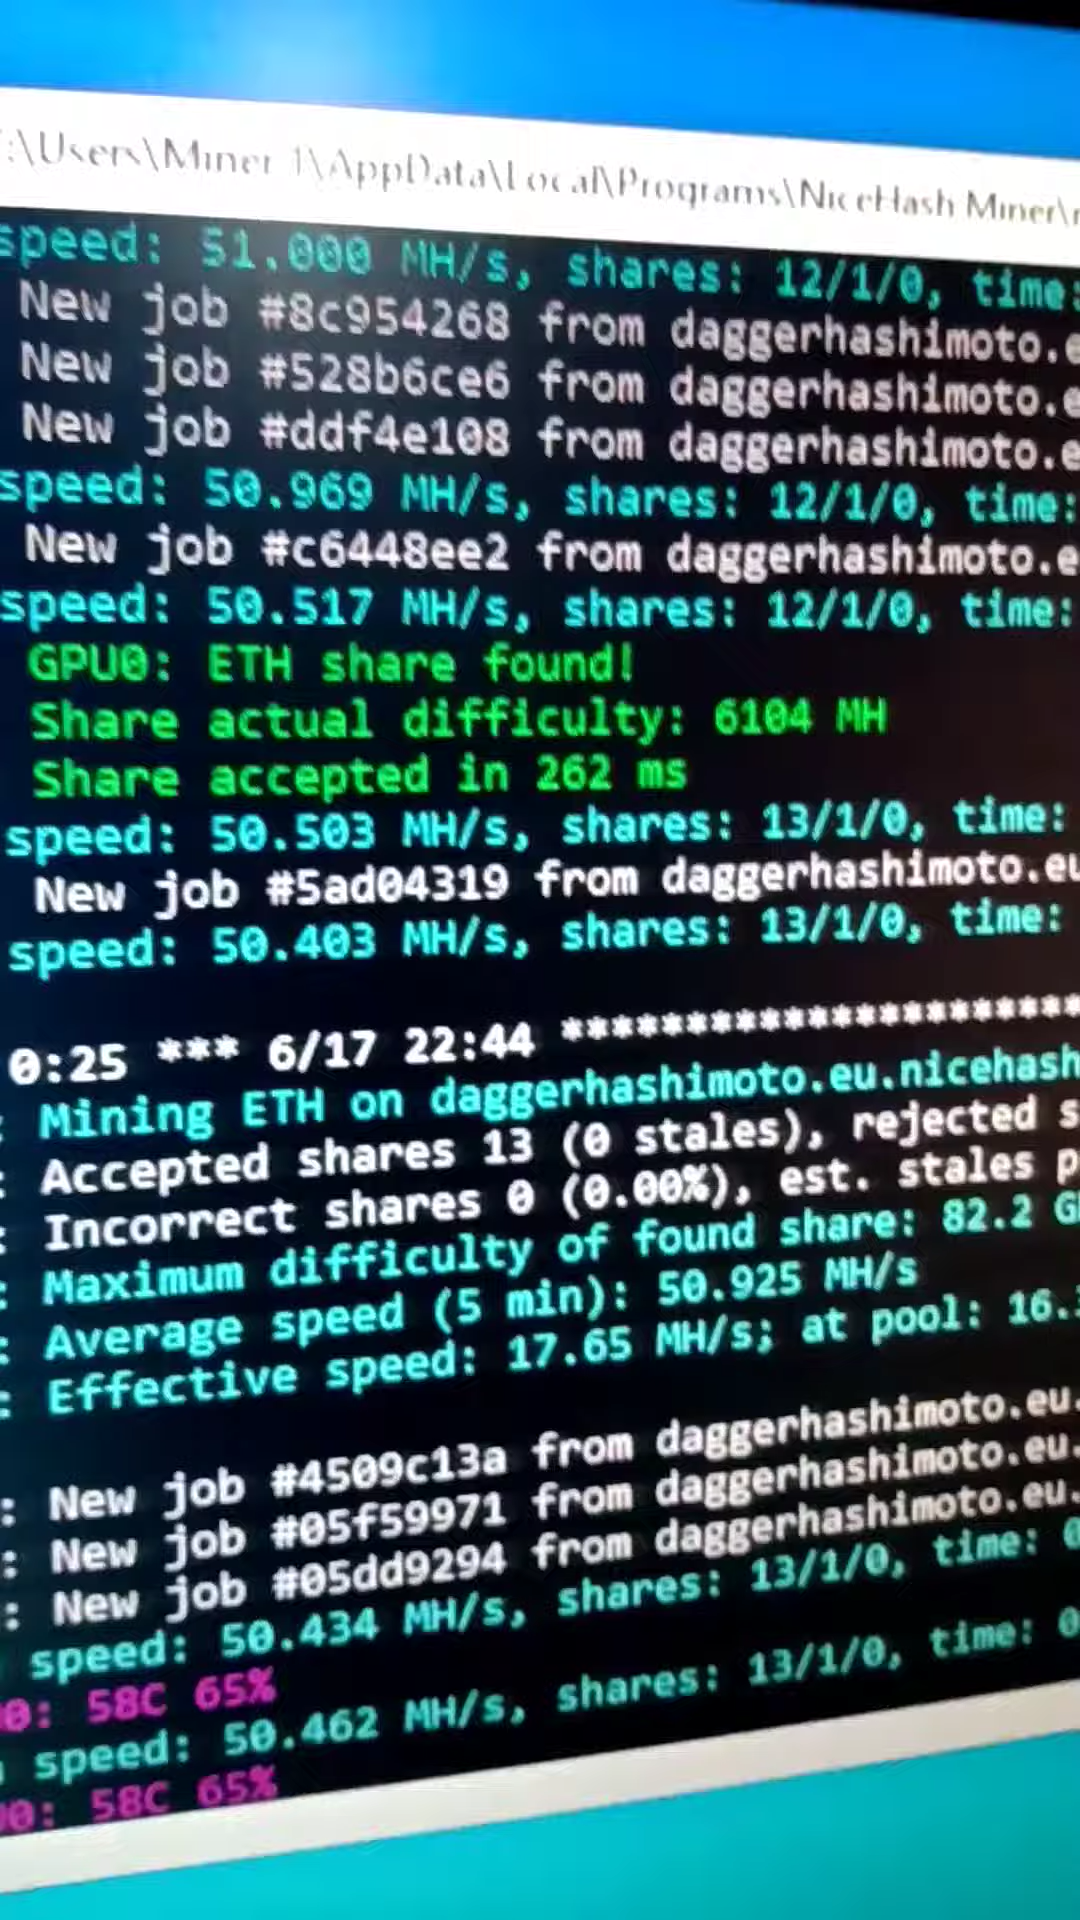 :\Users\Miner 1\AppData\Local\Programs\NiceHash Miner\
speed: 51.000 MH/s, shares: 12/1/0, time:
New job #8c954268 from daggerhashimoto.e
New job #528b6ce6 from daggerhashimoto.e
New job #ddf4e108 from daggerhashimoto.e
speed: 50.969 MH/s, shares: 12/1/0, time:
New job #c6448ee2 from daggerhashimoto.e
speed: 50.517 MH/s, shares: 12/1/0, time:
GPU0: ETH share found!
Share actual difficulty: 6104 MH
Share accepted in 262 ms
speed: 50.503 MH/s, shares: 13/1/0, time:
New job #5ad04319 from daggerhashimoto.eu
speed: 50.403 MH/s, shares: 13/1/0, time:
0:25 *** 6/17 22:44 ***********************
: Mining ETH on daggerhashimoto.eu.nicehash
: Accepted shares 13 (0 stales), rejected s
: Incorrect shares 0 (0.00%), est. stales p
: Maximum difficulty of found share: 82.2 G
: Average speed (5 min): 50.925 MH/s
: Effective speed: 17.65 MH/s; at pool: 16.
: New job #4509c13a from daggerhashimoto.eu.
: New job #05f59971 from daggerhashimoto.eu.
: New job #05dd9294 from daggerhashimoto.eu.
speed: 50.434 MH/s, shares: 13/1/0, time: 0
0: 58C 65%
speed: 50.462 MH/s, shares: 13/1/0, time: 0
0: 58C 65%